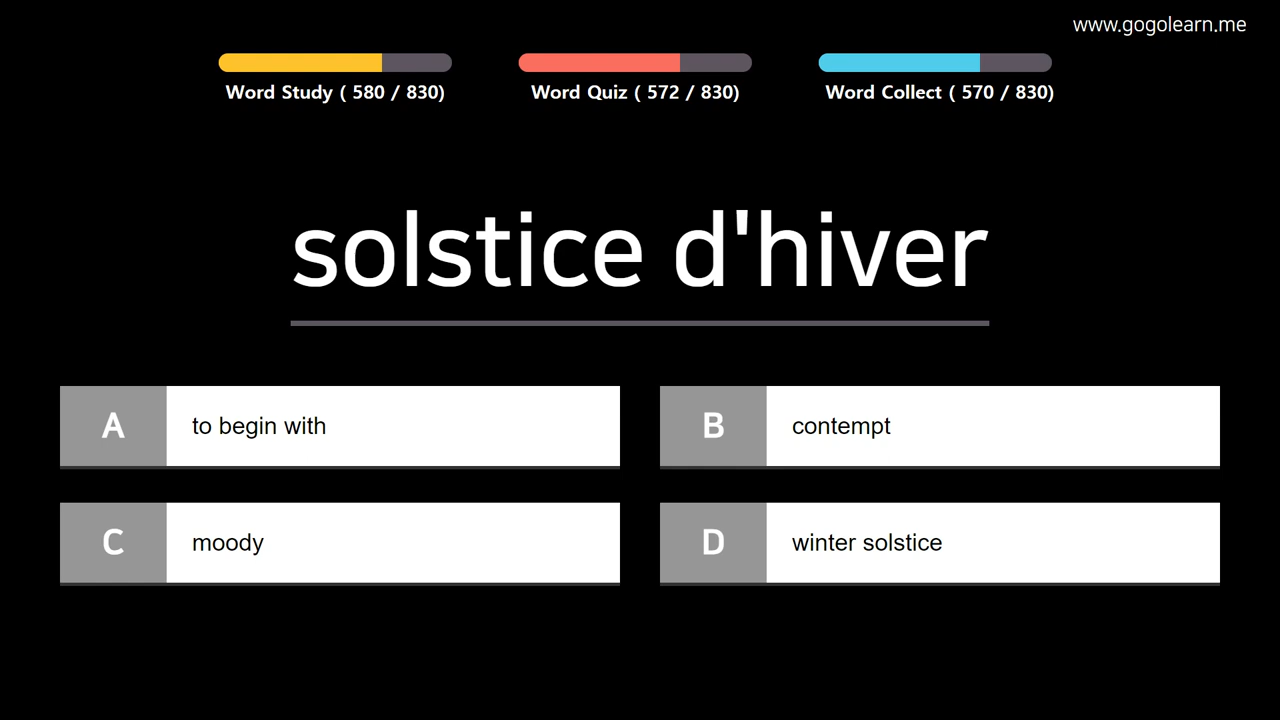 www.gogolearn.me
Word Study ( 580 / 830)
Word Quiz ( 572 / 830)
Word Collect ( 570 / 830)
solstice d'hiver
A to begin with
B contempt
C moody
D winter solstice